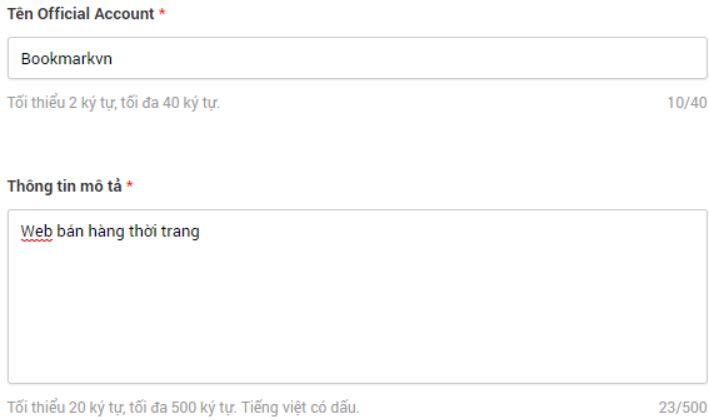 Tên Official Account *
Bookmarkvn
Tối thiểu 2 ký tự, tối đa 40 ký tự.
10/40
Thông tin mô tả *
Web bán hàng thời trang
Tối thiểu 20 ký tự, tối đa 500 ký tự. Tiếng việt có dấu.
23/500